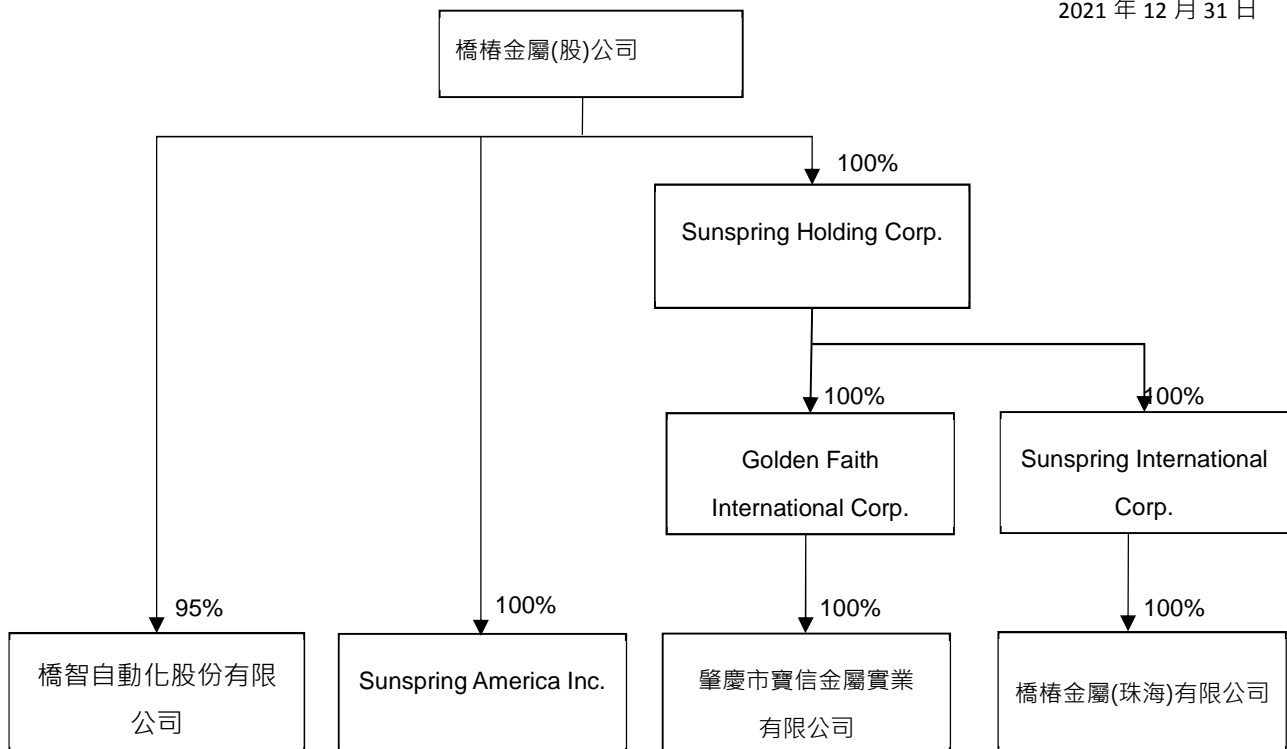 2021 年 12 月 31 日
橋椿金屬(股)公司
100%
Sunspring Holding Corp.
100%
100%
Golden Faith
International Corp.
Sunspring International
Corp.
95%
100%
100%
100%
橋智自動化股份有限
公司
Sunspring America Inc.
肇慶市寶信金屬實業
有限公司
橋椿金屬(珠海)有限公司